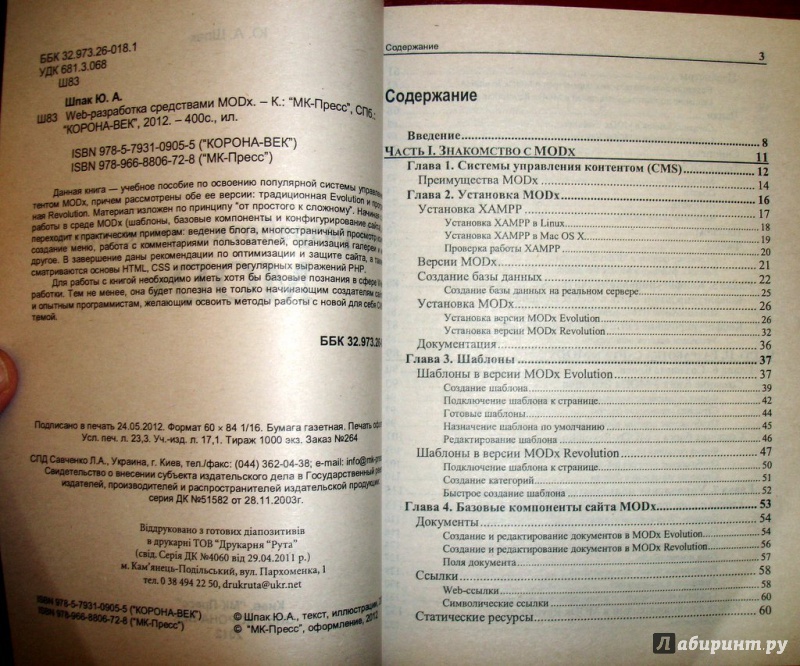 ББК 32.973.26-018.1
УДК 681.3.068
Ш83
Шпак Ю. А.
Ш83 Web-разработка средствами MODx. – К.: "МК-Пресс", СПб.:
"КОРОНА-ВЕК", 2012. – 400с., ил.
ISBN 978-5-7931-0905-5 ("КОРОНА-ВЕК")
ISBN 978-966-8806-72-8 ("МК-Пресс")
Данная книга — учебное пособие по освоению популярной системы управлен
тентом MODx, причем рассмотрены обе ее версии: традиционная Evolution и
ная Revolution. Материал изложен по принципу "от простого к сложному". Начиная
работы в среде MODx (шаблоны, базовые компоненты и конфигурирование сайта
переходит к практическим примерам: ведение блога, многостраничный просмотр
создание меню, работа с комментариями пользователей, организация галереи
другое. В завершение даны рекомендации по оптимизации и защите сайта, а
сматриваются основы HTML, CSS и построения регулярных выражений PHP.
Для работы с книгой необходимо иметь хотя бы базовые познания в сфере
работки. Тем не менее, она будет полезна не только начинающим создателям
и опытным программистам, желающим освоить методы работы с новой для себя
темой.
ББК 32.973.26
Подписано в печать 24.05.2012. Формат 60 x 84 1/16. Бумага газетная. Печать
Усл. печ. л. 23,3. Уч.-изд. л. 17,1. Тираж 1000 экз. Заказ №264
СПД Савченко Л.А., Украина, г. Киев, тел./факс: (044) 362-04-38; e-mail:
Свидетельство о внесении субъекта издательского дела в Государственный
издателей, производителей и распространителей издательской продукции:
серия ДК №51582 от 28.11.2003г.
Віддруковано з готових діапозитивів
в друкарні ТОВ "Друкарня "Рута"
(свід. Серія ДК №4060 від 29.04.2011 р.)
м. Кам'янець-Подільський, вул. Пархоменка, 1
тел. 0 38 494 22 50, drukruta@ukr.net
ISBN 978-5-7931-0905-5 ("КОРОНА-ВЕК")
ISBN 978-966-8806-72-8 ("МК-Пресс")
© Шпак Ю.А., текст, иллюстрации,
© "МК-Пресс", оформление, 2012
Содержание 3
Содержание
Введение 8
ЧАСТЬ I. ЗНАКОМСТВО С MODX 11
Глава 1. Системы управления контентом (CMS) 12
Преимущества MODx 14
Глава 2. Установка MODx 16
Установка XAMPP 17
Установка XAMPP в Linux 18
Установка XAMPP в Mac OS X 19
Проверка работы XAMPP 20
Версии MODx 21
Создание базы данных 22
Создание базы данных на реальном сервере 25
Установка MODx 26
Установка версии MODx Evolution 26
Установка версии MODx Revolution 32
Документация 36
Глава 3. Шаблоны 37
Шаблоны в версии MODx Evolution 37
Создание шаблона 39
Подключение шаблона к странице 42
Готовые шаблоны 44
Назначение шаблона по умолчанию 45
Редактирование шаблона 46
Шаблоны в версии MODx Revolution 47
Подключение шаблона к странице 50
Создание категорий 51
Быстрое создание шаблона 52
Глава 4. Базовые компоненты сайта MODx 53
Документы 54
Создание и редактирование документов в MODx Evolution 54
Создание и редактирование документов в MODx Revolution 56
Поля документа 57
Ссылки 58
Web-ссылки 58
Символические ссылки 60
Статические ресурсы 60
Лабиринт.ру